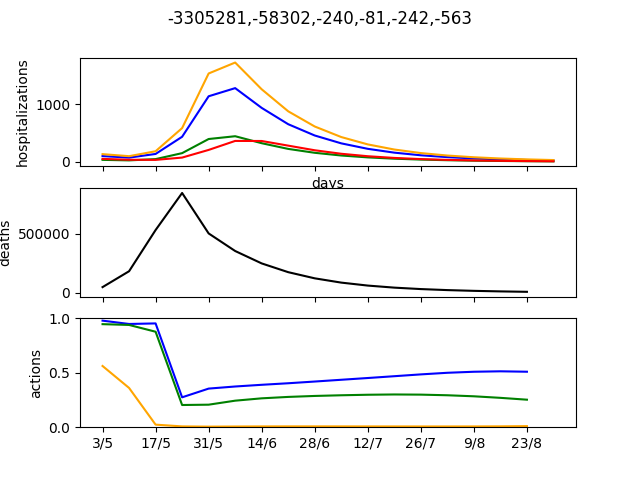 -3305281,-58302,-240,-81,-242,-563
hospitalizations
1000
0
days
deaths
500000
0
actions
1.0
0.5
0.0
3/5 17/5 31/5 14/6 28/6 12/7 26/7 9/8 23/8